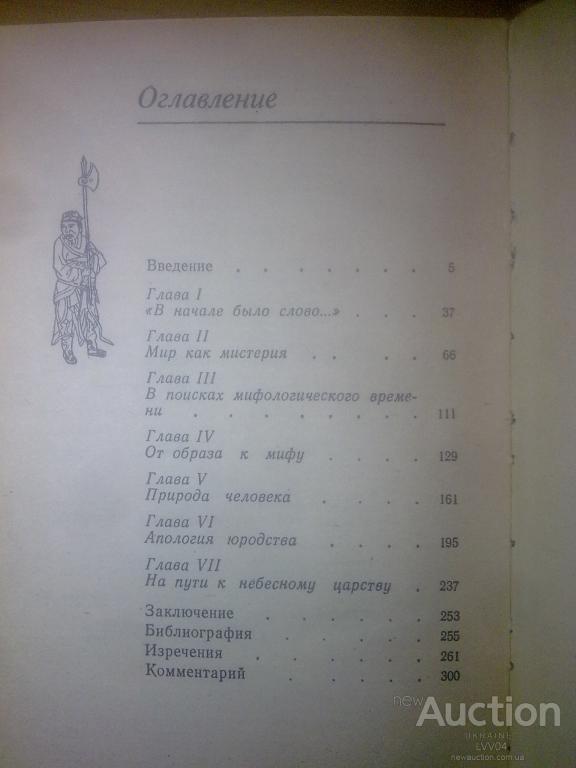 Оглавление
Введение . . . . . . . 5
Глава I
«В начале было слово...» . . . 37
Глава II
Мир как мистерия . . . . 66
Глава III
В поисках мифологического време-
ни . . . . . . . . 111
Глава IV
От образа к мифу . . . . 129
Глава V
Природа человека . . . . 161
Глава VI
Апология юродства . . . . 195
Глава VII
На пути к небесному царству . 237
Заключение . . . . . . 253
Библиография . . . . . 255
Изречения . . . . . . 261
Комментарий . . . . . 300
newAuction
UKRAINE
LVV04
newauction.com.ua